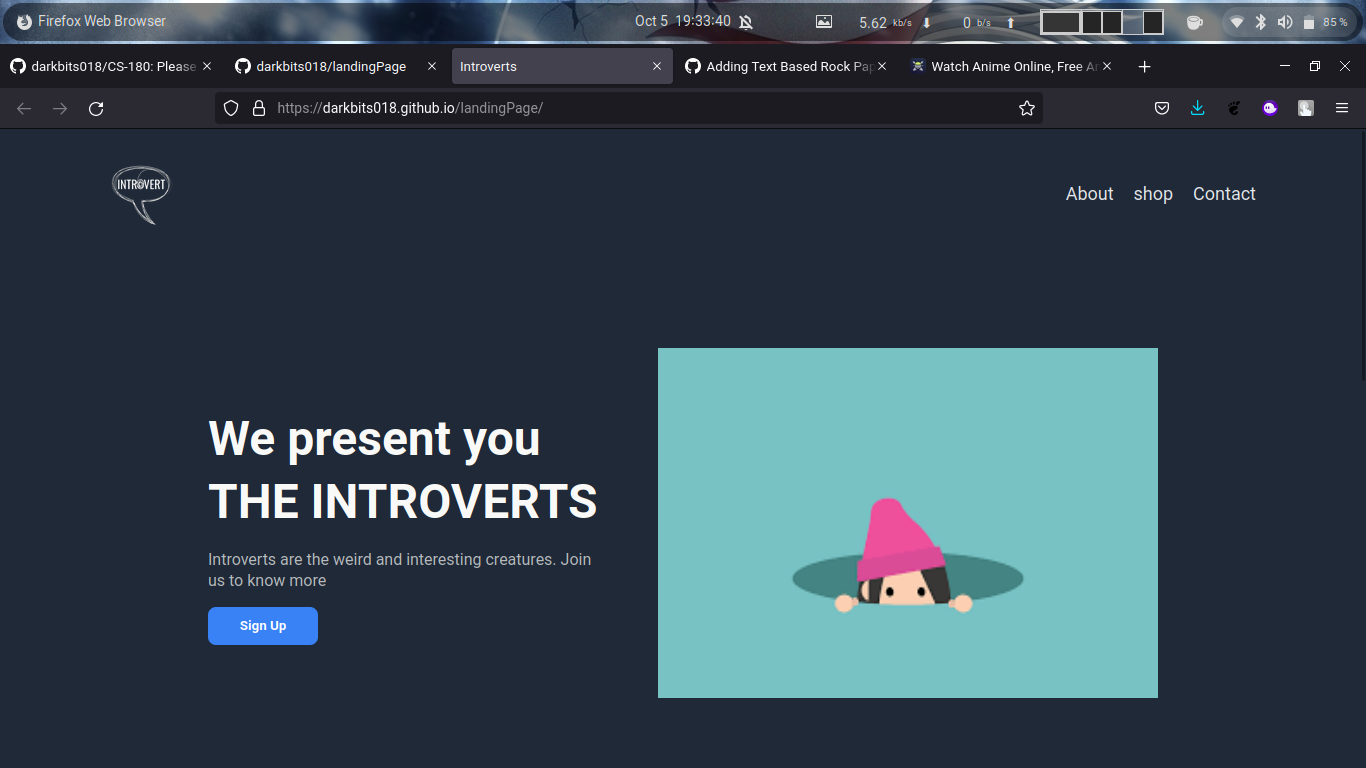 Firefox Web Browser
Oct 5 19:33:40
5.62 kb/s
0 b/s
85 %
darkbits018/CS-180: Please
darkbits018/landingPage
Introverts
Adding Text Based Rock Pap
Watch Anime Online, Free An
https://darkbits018.github.io/landingPage/
INTROVERT
About
shop
Contact
We present you
THE INTROVERTS
Introverts are the weird and interesting creatures. Join
us to know more
Sign Up